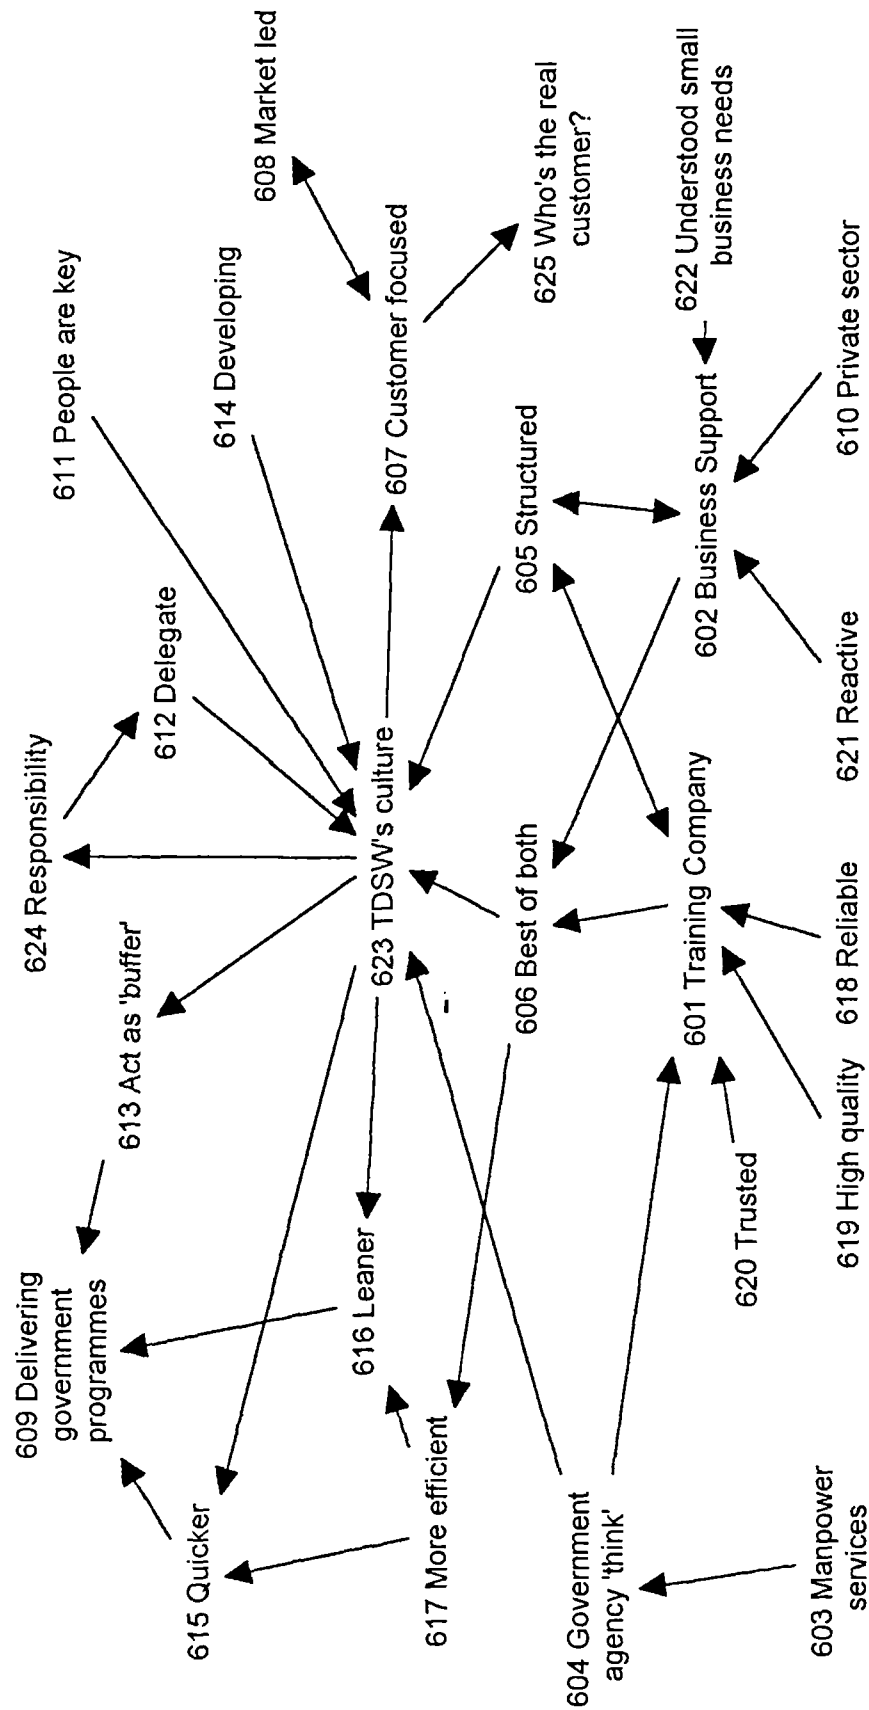 609 Delivering
government
programmes
613 Act as 'buffer'
624 Responsibility
612 Delegate
611 People are key
615 Quicker
614 Developing
608 Market led
616 Leaner
623 TDSW's culture
607 Customer focused
617 More efficient
606 Best of both
605 Structured
625 Who's the real
customer?
604 Government
agency 'think'
601 Training Company
602 Business Support
622 Understood small
business needs
620 Trusted
603 Manpower
services
619 High quality
618 Reliable
621 Reactive
610 Private sector